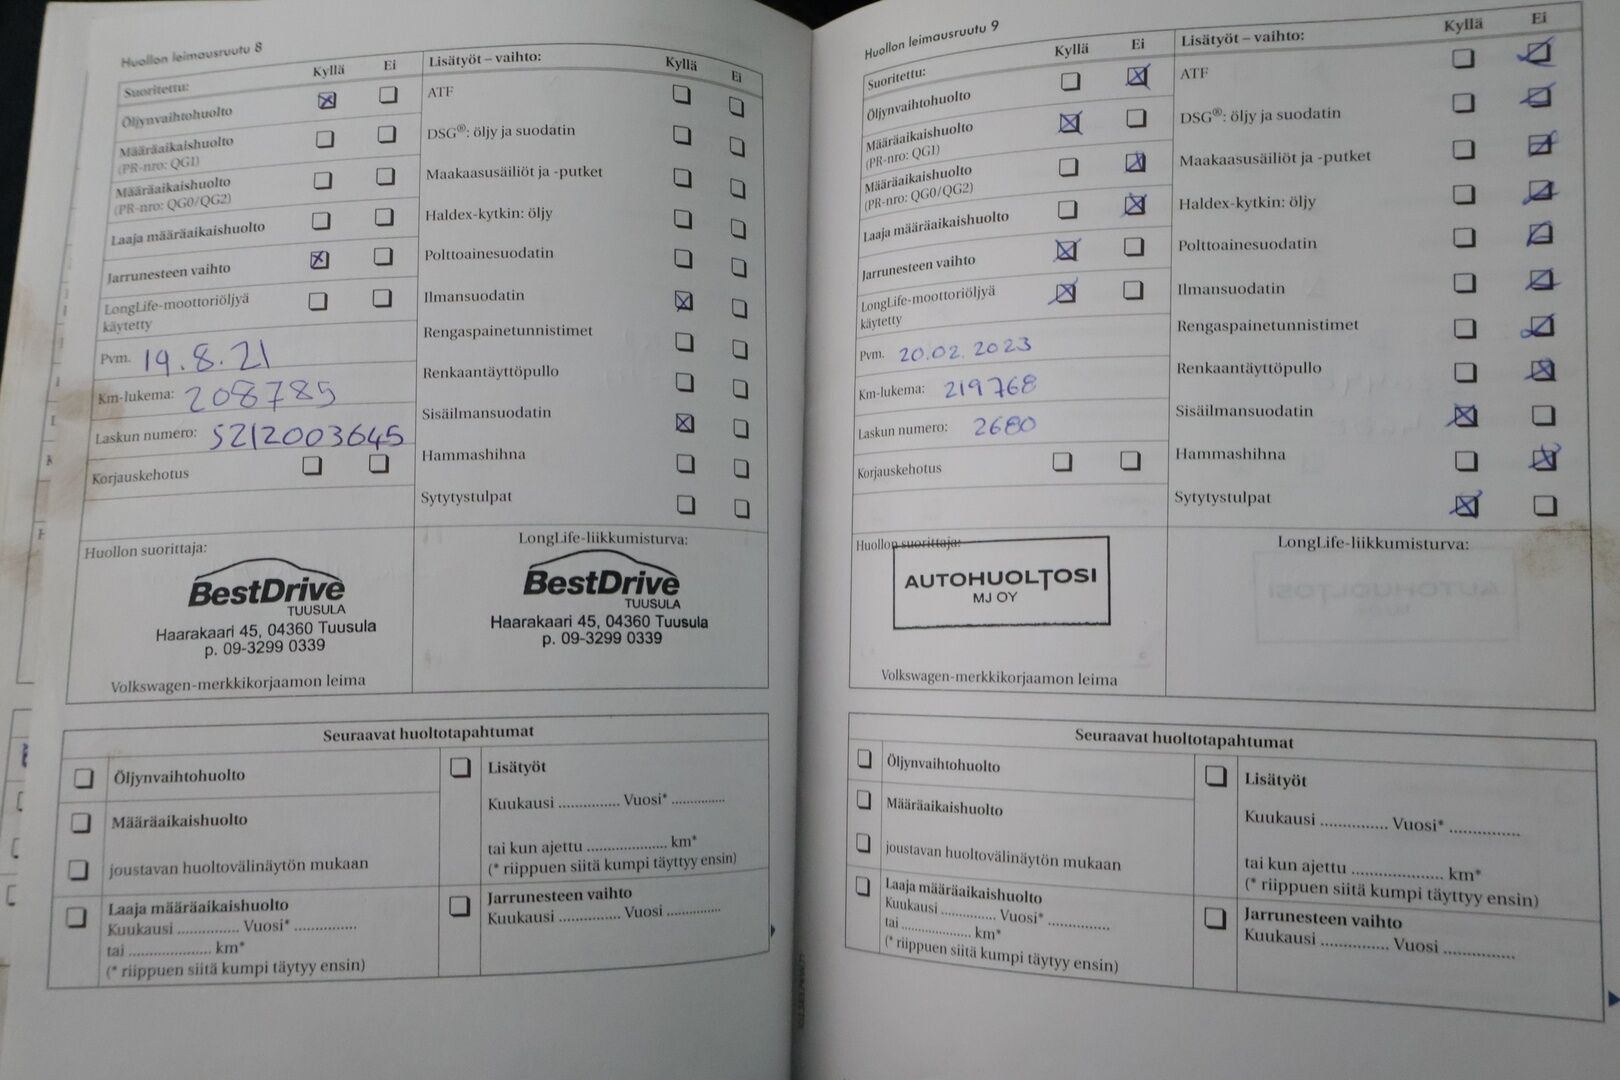 Huollon leimausruutu 8
Suoritettu: Kyllä Ei
Öljynvaihtohuolto
Määräaikaishuolto
(PR-nro: QG1)
Määräaikaishuolto
(PR-nro: QG0/QG2)
Laaja määräaikaishuolto
Jarrunesteen vaihto
LongLife-moottoriöljyä
käytetty
Pvm. 19.8.21
Km-lukema: 208785
Laskun numero: 5212003645
Korjauskehotus
Lisätyöt – vaihto: Kyllä Ei
ATF
DSG®: öljy ja suodatin
Maakaasusäiliöt ja -putket
Haldex-kytkin: öljy
Polttoainesuodatin
Ilmansuodatin
Rengaspainetunnistimet
Renkaantäyttöpullo
Sisäilmansuodatin
Hammashihna
Sytytystulpat
Huollon suorittaja:
BestDrive
TUUSULA
Haarakaari 45, 04360 Tuusula
p. 09-3299 0339
Volkswagen-merkkikorjaamon leima
LongLife-liikkumisturva:
BestDrive
TUUSULA
Haarakaari 45, 04360 Tuusula
p. 09-3299 0339
Seuraavat huoltotapahtumat
Öljynvaihtohuolto
Määräaikaishuolto
joustavan huoltovälinäytön mukaan
Laaja määräaikaishuolto
Kuukausi .............. Vuosi* ..............
tai .................... km*
(* riippuen siitä kumpi täytyy ensin)
Lisätyöt
Kuukausi .............. Vuosi* ..............
tai kun ajettu .................... km*
(* riippuen siitä kumpi täyttyy ensin)
Jarrunesteen vaihto
Kuukausi .............. Vuosi ..............
Huollon leimausruutu 9
Suoritettu: Kyllä Ei
Öljynvaihtohuolto
Määräaikaishuolto
(PR-nro: QG1)
Määräaikaishuolto
(PR-nro: QG0/QG2)
Laaja määräaikaishuolto
Jarrunesteen vaihto
LongLife-moottoriöljyä
käytetty
Pvm. 20.02.2023
Km-lukema: 219768
Laskun numero: 2680
Korjauskehotus
Lisätyöt – vaihto: Kyllä Ei
ATF
DSG®: öljy ja suodatin
Maakaasusäiliöt ja -putket
Haldex-kytkin: öljy
Polttoainesuodatin
Ilmansuodatin
Rengaspainetunnistimet
Renkaantäyttöpullo
Sisäilmansuodatin
Hammashihna
Sytytystulpat
Huollon suorittaja:
AUTOHUOLTOSI
MJ OY
Volkswagen-merkkikorjaamon leima
LongLife-liikkumisturva:
Seuraavat huoltotapahtumat
Öljynvaihtohuolto
Määräaikaishuolto
joustavan huoltovälinäytön mukaan
Laaja määräaikaishuolto
Kuukausi .............. Vuosi* ..............
tai .................... km*
(* riippuen siitä kumpi täytyy ensin)
Lisätyöt
Kuukausi .............. Vuosi* ..............
tai kun ajettu .................... km*
(* riippuen siitä kumpi täyttyy ensin)
Jarrunesteen vaihto
Kuukausi .............. Vuosi ..............